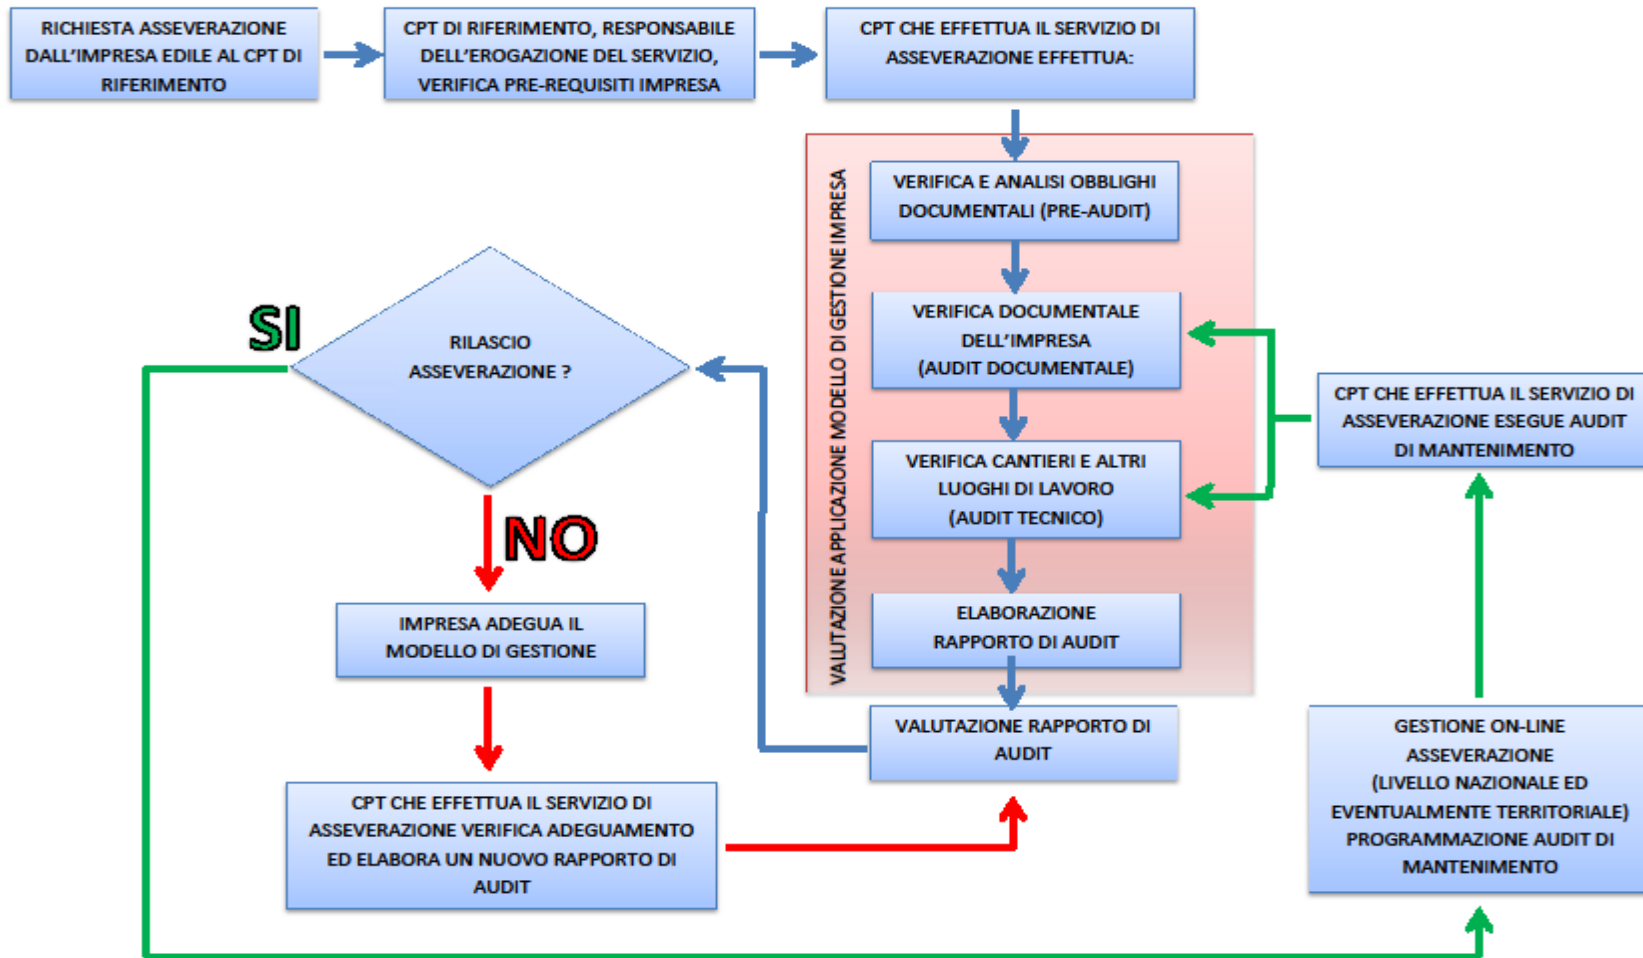 RICHIESTA ASSEVERAZIONE
DALL'IMPRESA EDILE AL CPT DI
RIFERIMENTO
CPT DI RIFERIMENTO, RESPONSABILE
DELL'EROGAZIONE DEL SERVIZIO,
VERIFICA PRE-REQUISITI IMPRESA
CPT CHE EFFETTUA IL SERVIZIO DI
ASSEVERAZIONE EFFETTUA:
VALUTAZIONE APPLICAZIONE MODELLO DI GESTIONE IMPRESA
VERIFICA E ANALISI OBBLIGHI
DOCUMENTALI (PRE-AUDIT)
VERIFICA DOCUMENTALE
DELL'IMPRESA
(AUDIT DOCUMENTALE)
VERIFICA CANTIERI E ALTRI
LUOGHI DI LAVORO
(AUDIT TECNICO)
ELABORAZIONE
RAPPORTO DI AUDIT
VALUTAZIONE RAPPORTO DI
AUDIT
RILASCIO
ASSEVERAZIONE ?
SI
NO
IMPRESA ADEGUA IL
MODELLO DI GESTIONE
CPT CHE EFFETTUA IL SERVIZIO DI
ASSEVERAZIONE VERIFICA ADEGUAMENTO
ED ELABORA UN NUOVO RAPPORTO DI
AUDIT
CPT CHE EFFETTUA IL SERVIZIO DI
ASSEVERAZIONE ESEGUE AUDIT
DI MANTENIMENTO
GESTIONE ON-LINE
ASSEVERAZIONE
(LIVELLO NAZIONALE ED
EVENTUALMENTE TERRITORIALE)
PROGRAMMAZIONE AUDIT DI
MANTENIMENTO